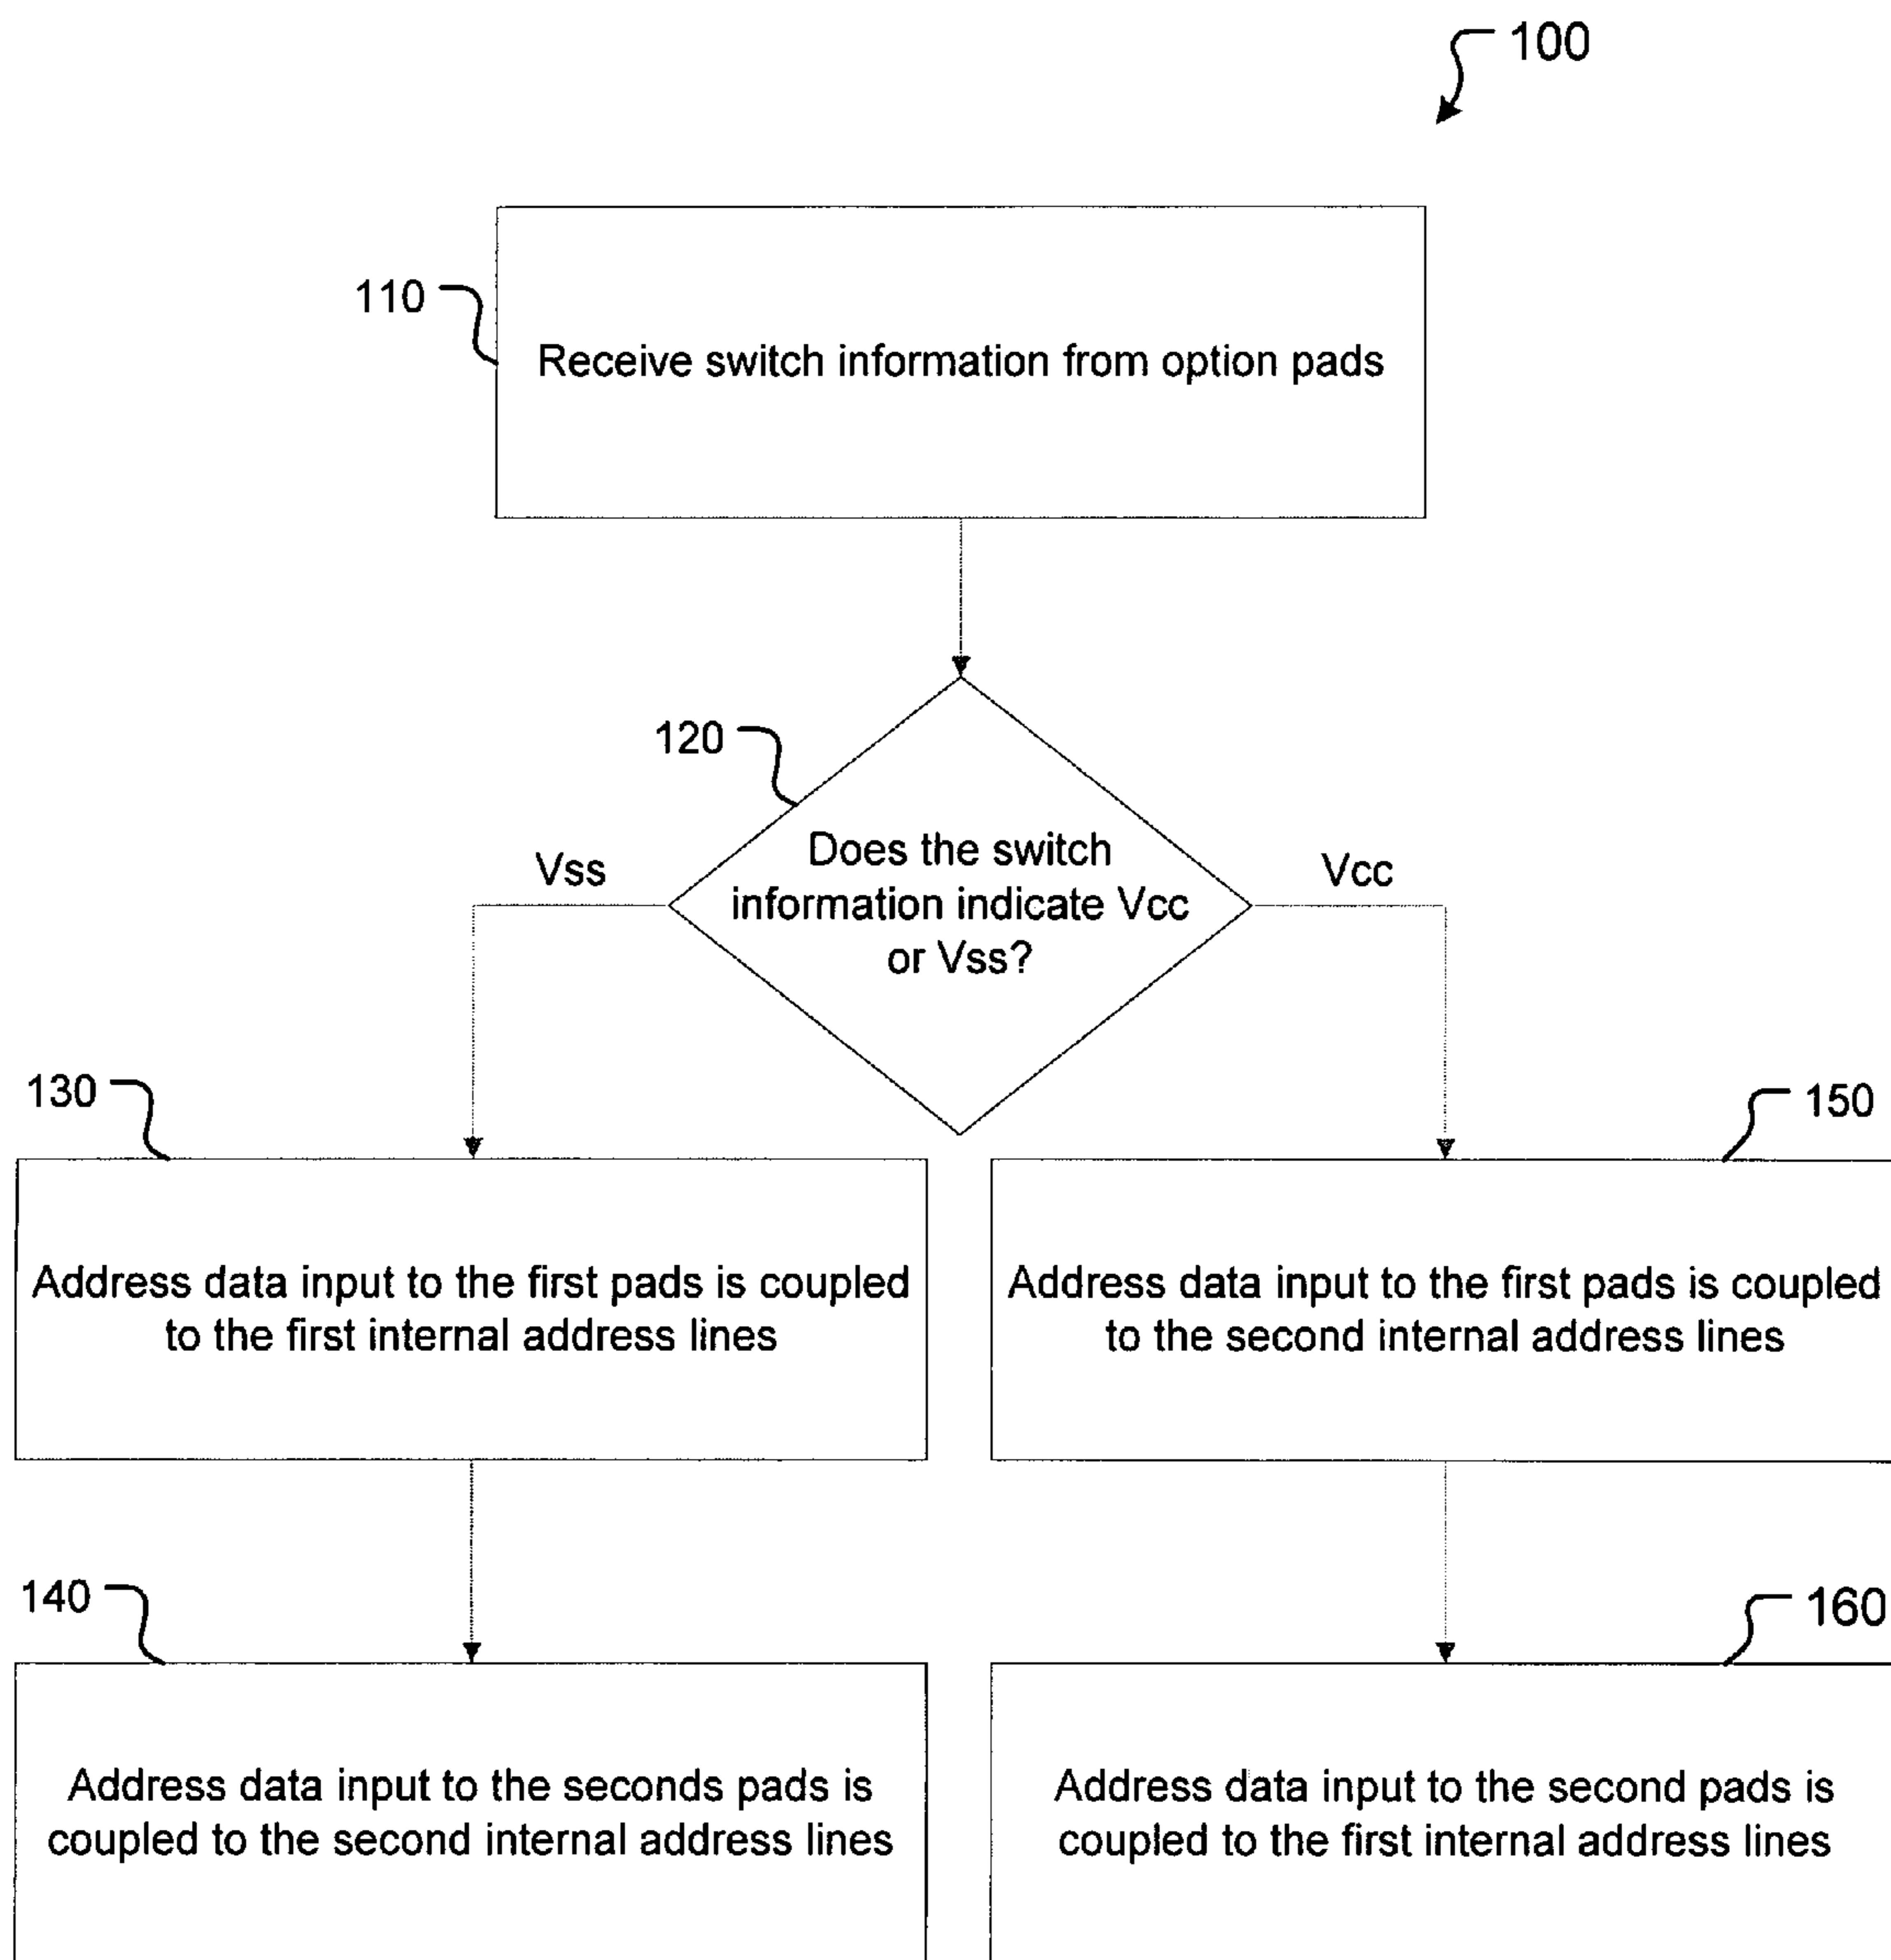 100
110
Receive switch information from option pads
120
Does the switch
information indicate Vcc
or Vss?
Vss
Vcc
130
Address data input to the first pads is coupled
to the first internal address lines
150
Address data input to the first pads is coupled
to the second internal address lines
140
Address data input to the seconds pads is
coupled to the second internal address lines
160
Address data input to the second pads is
coupled to the first internal address lines